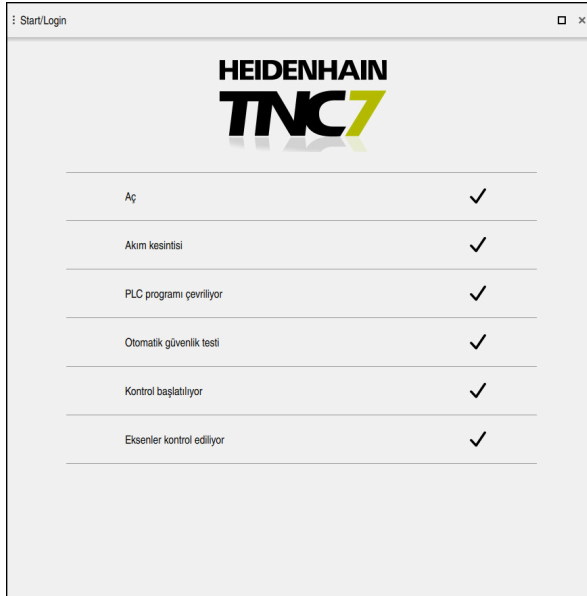 Start/Login
HEIDENHAIN
TNC7
Aç
Akım kesintisi
PLC programı çevriliyor
Otomatik güvenlik testi
Kontrol başlatılıyor
Eksenler kontrol ediliyor